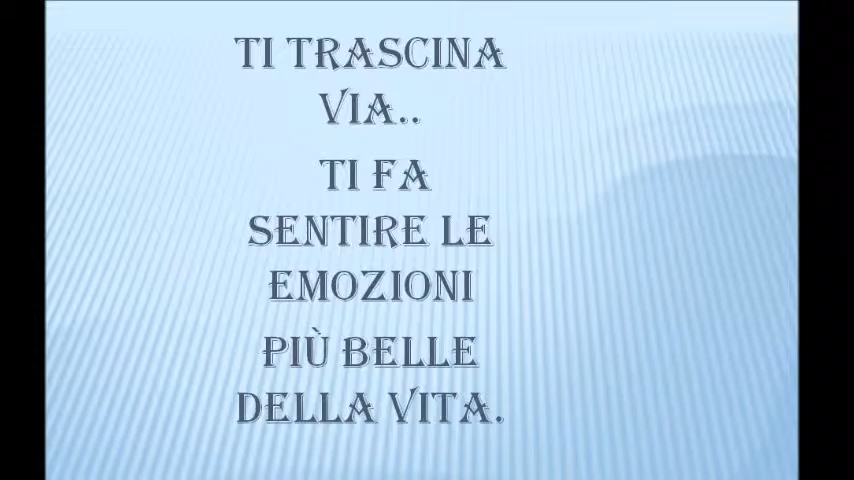 TI TRASCINA
VIA..
TI FA
SENTIRE LE
EMOZIONI
PIÙ BELLE
DELLA VITA.